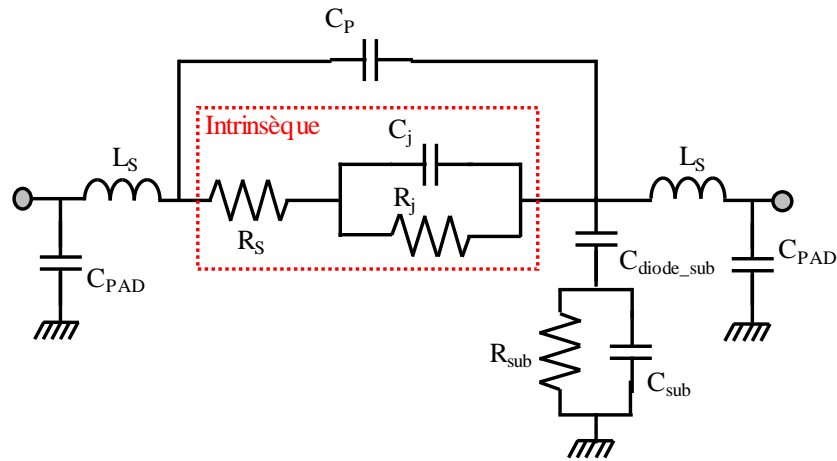 C_P
Intrinsèque
C_j
L_S
L_S
R_j
R_S
C_PAD
C_diode_sub
C_PAD
R_sub
C_sub